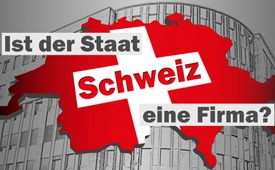 Ist der Staat
Schweiz
eine Firma?